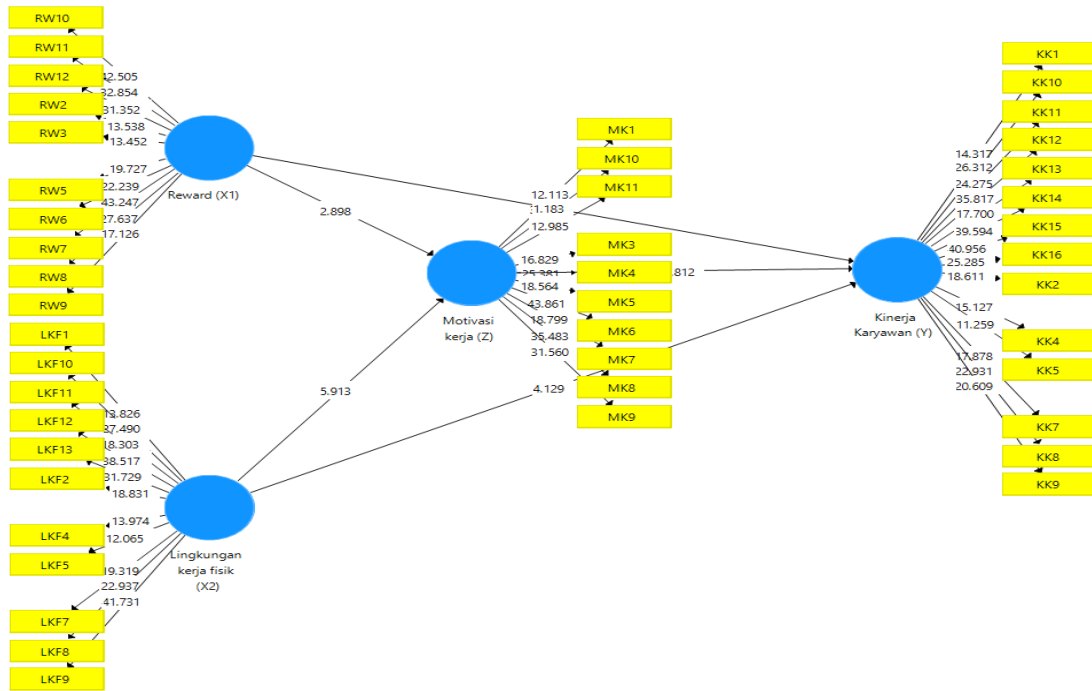 RW10
RW11
RW12
RW2
RW3
RW5
RW6
RW7
RW8
RW9
42.505
32.854
31.352
13.538
13.452
19.727
22.239
43.247
27.637
17.126
Reward (X1)
LKF1
LKF10
LKF11
LKF12
LKF13
LKF2
LKF4
LKF5
LKF7
LKF8
LKF9
13.826
27.490
18.303
38.517
31.729
18.831
13.974
12.065
19.319
22.937
41.731
Lingkungan
kerja fisik
(X2)
2.898
5.913
4.129
Motivasi
kerja (Z)
MK1
MK10
MK11
MK3
MK4
MK5
MK6
MK7
MK8
MK9
12.113
12.985
16.829
25.381
18.564
43.861
18.799
35.483
31.560
Kinerja
Karyawan (Y)
14.317
26.312
24.275
35.817
17.700
39.594
40.956
25.285
18.611
15.127
11.259
17.878
22.931
20.609
KK1
KK10
KK11
KK12
KK13
KK14
KK15
KK16
KK2
KK4
KK5
KK7
KK8
KK9